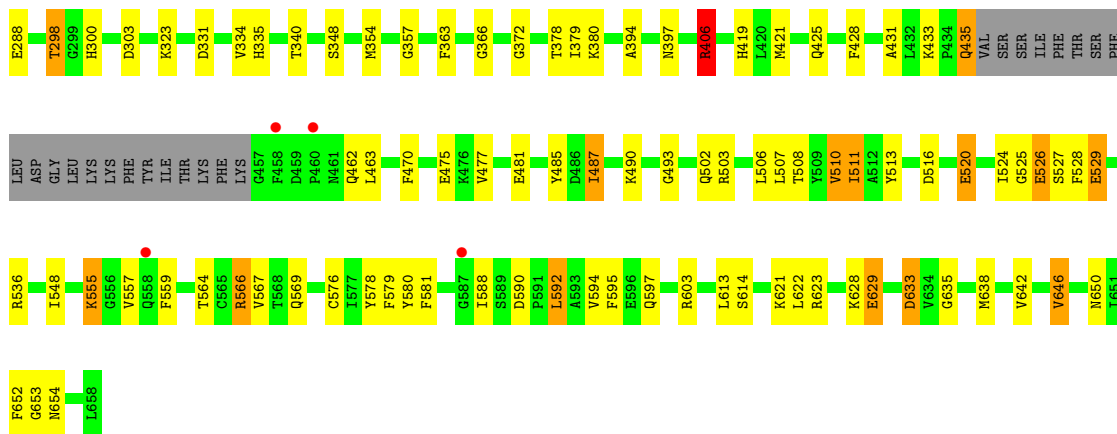 E288 T298 G299 H300 D303 K323 D331 V334 H335 T340 S348 M354 G357 F363 G366 G372 T378 I379 K380 A394 N397 R406 H419 L420 M421 Q425 F428 A431 L432 K433 P434 Q435 VAL SER SER ILE PHE THR SER PHE
LEU ASP GLY LEU LYS LYS PHE TYR ILE THR LYS PHE LYS G457 F458 D459 P460 N461 Q462 L463 F470 E475 K476 V477 E481 Y485 D486 I487 K490 G493 Q502 R503 L506 L507 T508 Y509 V510 I511 A512 Y513 D516 E520 I524 G525 E526 S527 F528 E529
R536 I548 K555 G556 V557 Q558 F559 T564 C565 R566 V567 T568 Q569 C576 I577 Y578 F579 Y580 F581 G587 I588 S589 D590 P591 L592 A593 V594 F595 E596 Q597 R603 L613 S614 K621 L622 R623 K628 E629 D633 V634 G635 M638 V642 V646 N650 I651
F652 G653 N654 L658